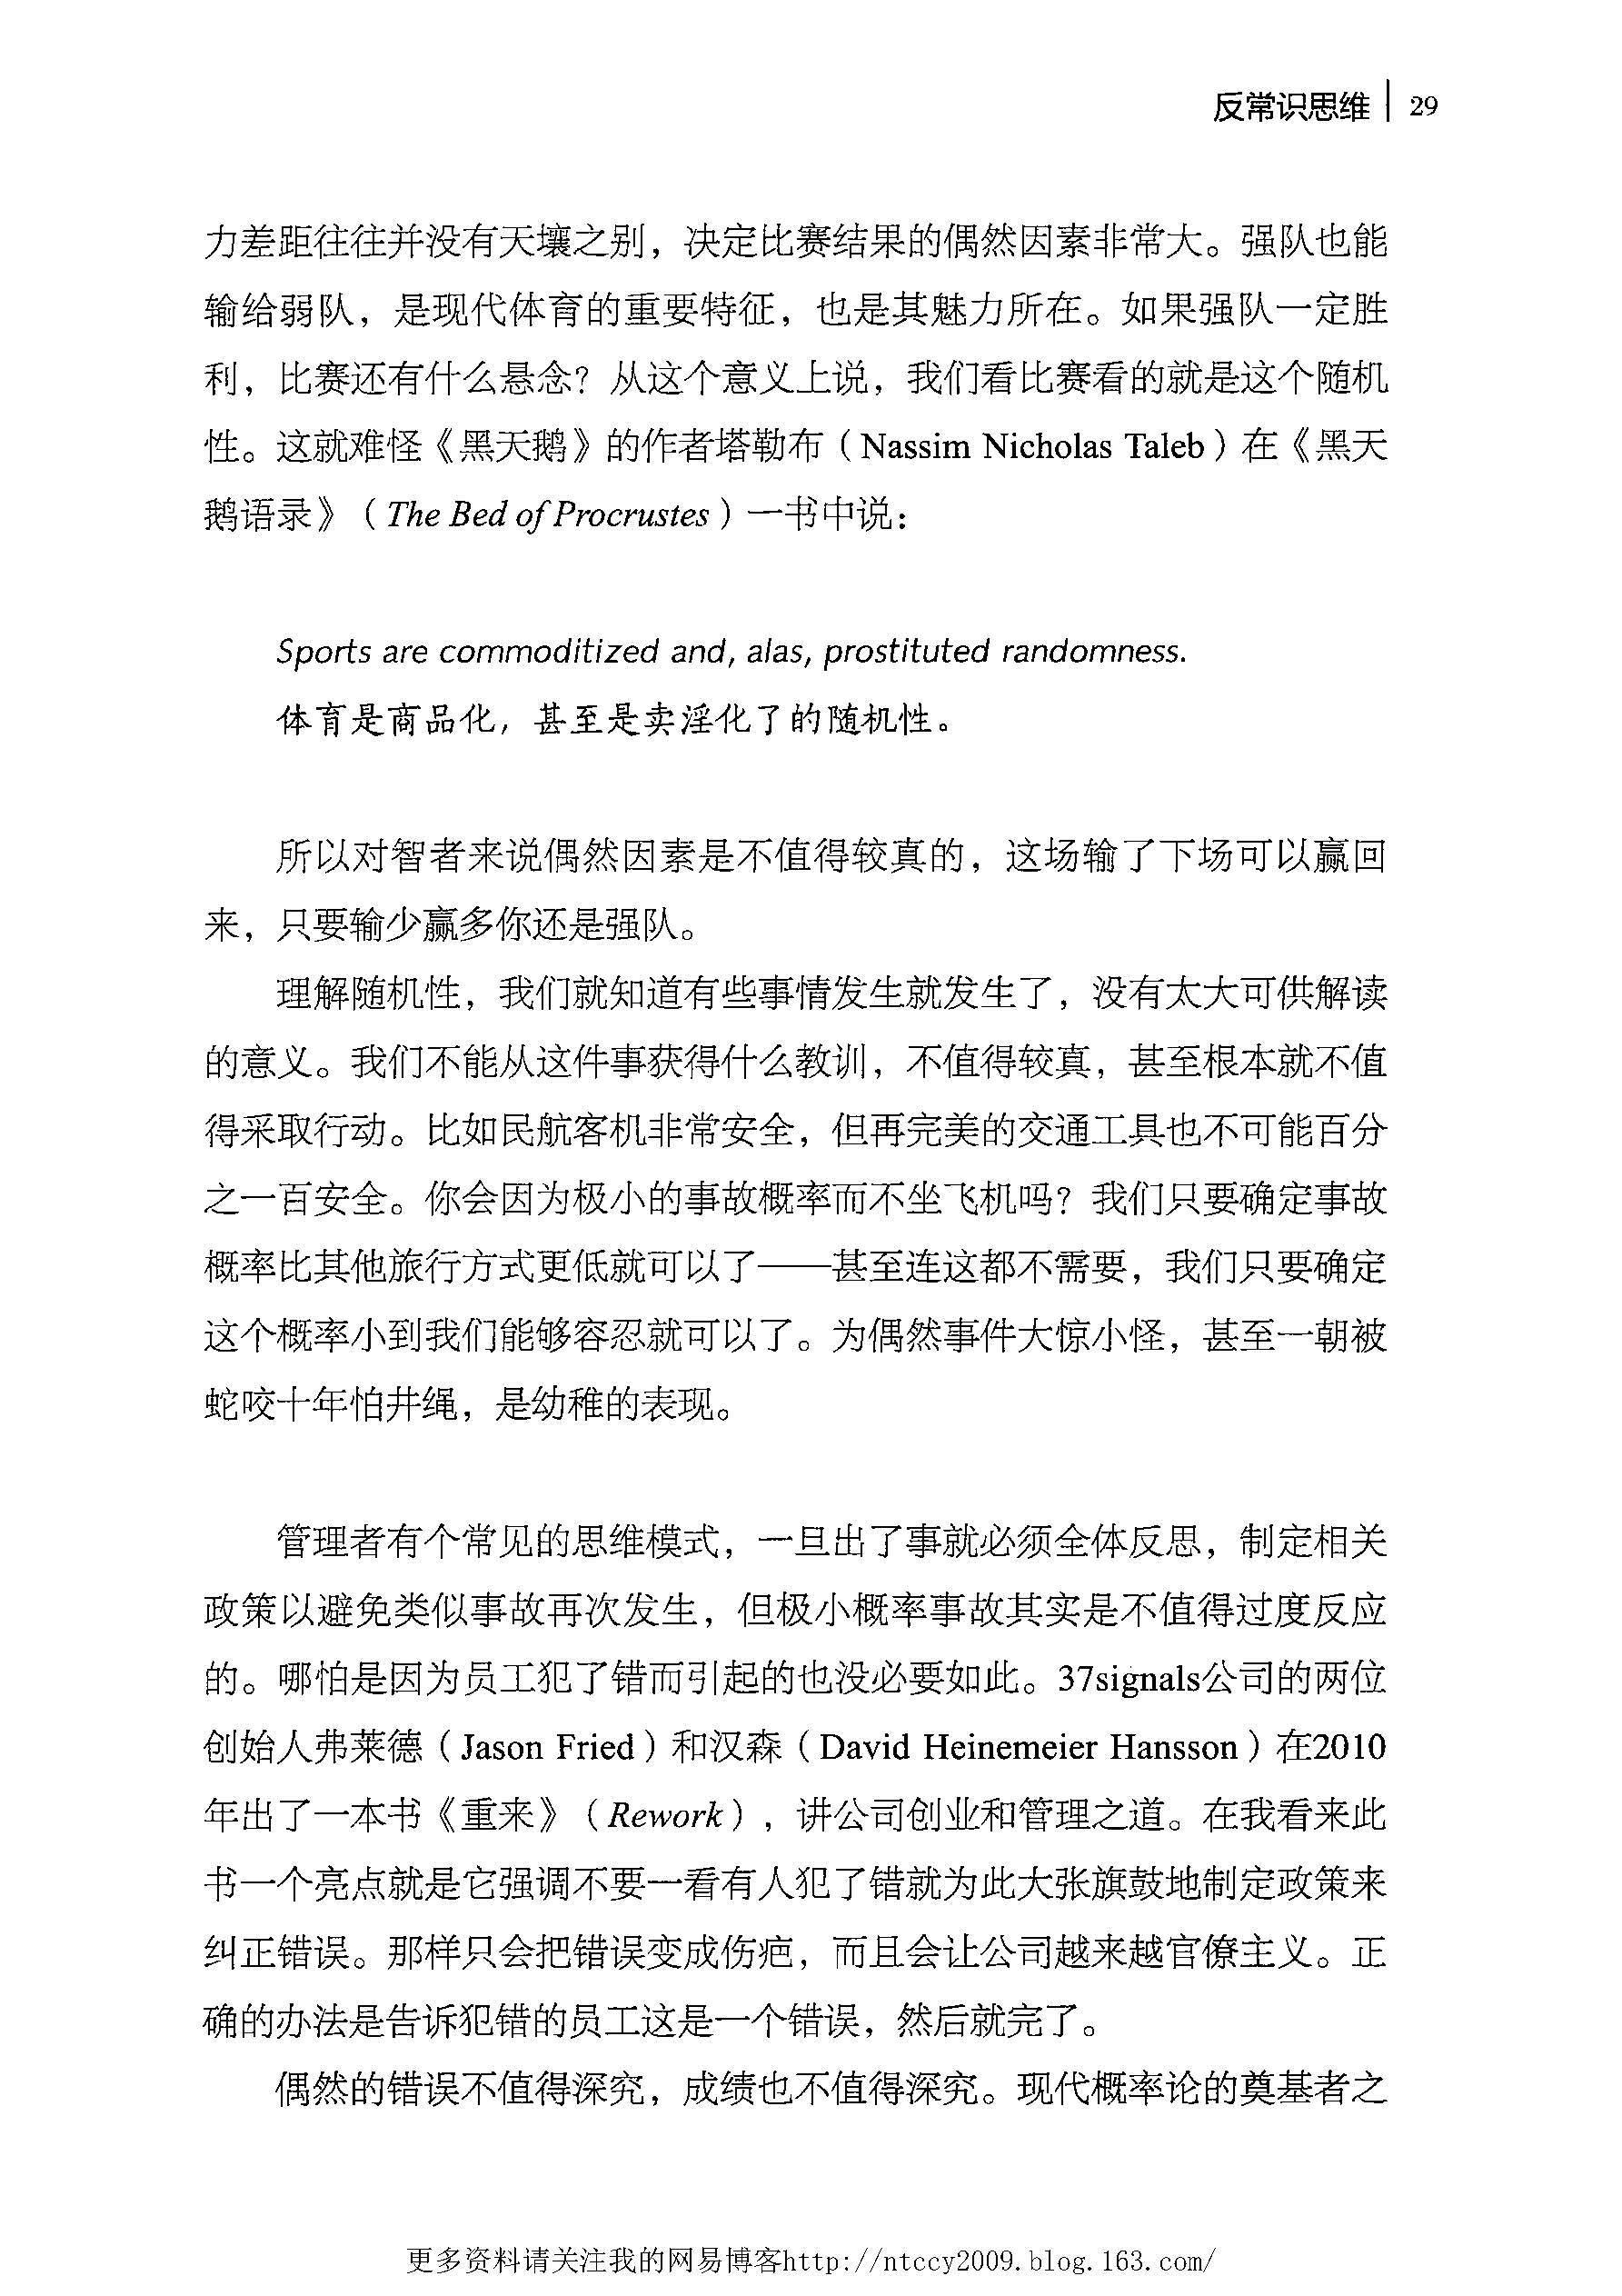 反常识思维 | 29
力差距往往并没有天壤之别，决定比赛结果的偶然因素非常大。强队也能
输给弱队，是现代体育的重要特征，也是其魅力所在。如果强队一定胜
利，比赛还有什么悬念？从这个意义上说，我们看比赛看的就是这个随机
性。这就难怪《黑天鹅》的作者塔勒布（Nassim Nicholas Taleb）在《黑天
鹅语录》（The Bed of Procrustes）一书中说：
Sports are commoditized and, alas, prostituted randomness.
体育是商品化，甚至是卖淫化了的随机性。
所以对智者来说偶然因素是不值得较真的，这场输了下场可以赢回
来，只要输少赢多你还是强队。
理解随机性，我们就知道有些事情发生就发生了，没有太大可供解读
的意义。我们不能从这件事获得什么教训，不值得较真，甚至根本就不值
得采取行动。比如民航客机非常安全，但再完美的交通工具也不可能百分
之一百安全。你会因为极小的事故概率而不坐飞机吗？我们只要确定事故
概率比其他旅行方式更低就可以了——甚至连这都不需要，我们只要确定
这个概率小到我们能够容忍就可以了。为偶然事件大惊小怪，甚至一朝被
蛇咬十年怕井绳，是幼稚的表现。
管理者有个常见的思维模式，一旦出了事就必须全体反思，制定相关
政策以避免类似事故再次发生，但极小概率事故其实是不值得过度反应
的。哪怕是因为员工犯了错而引起的也没必要如此。37signals公司的两位
创始人弗莱德（Jason Fried）和汉森（David Heinemeier Hansson）在2010
年出了一本书《重来》（Rework），讲公司创业和管理之道。在我看来此
书一个亮点就是它强调不要一看有人犯了错就为此大张旗鼓地制定政策来
纠正错误。那样只会把错误变成伤疤，而且会让公司越来越官僚主义。正
确的办法是告诉犯错的员工这是一个错误，然后就完了。
偶然的错误不值得深究，成绩也不值得深究。现代概率论的奠基者之
更多资料请关注我的网易博客http://ntccy2009.blog.163.com/